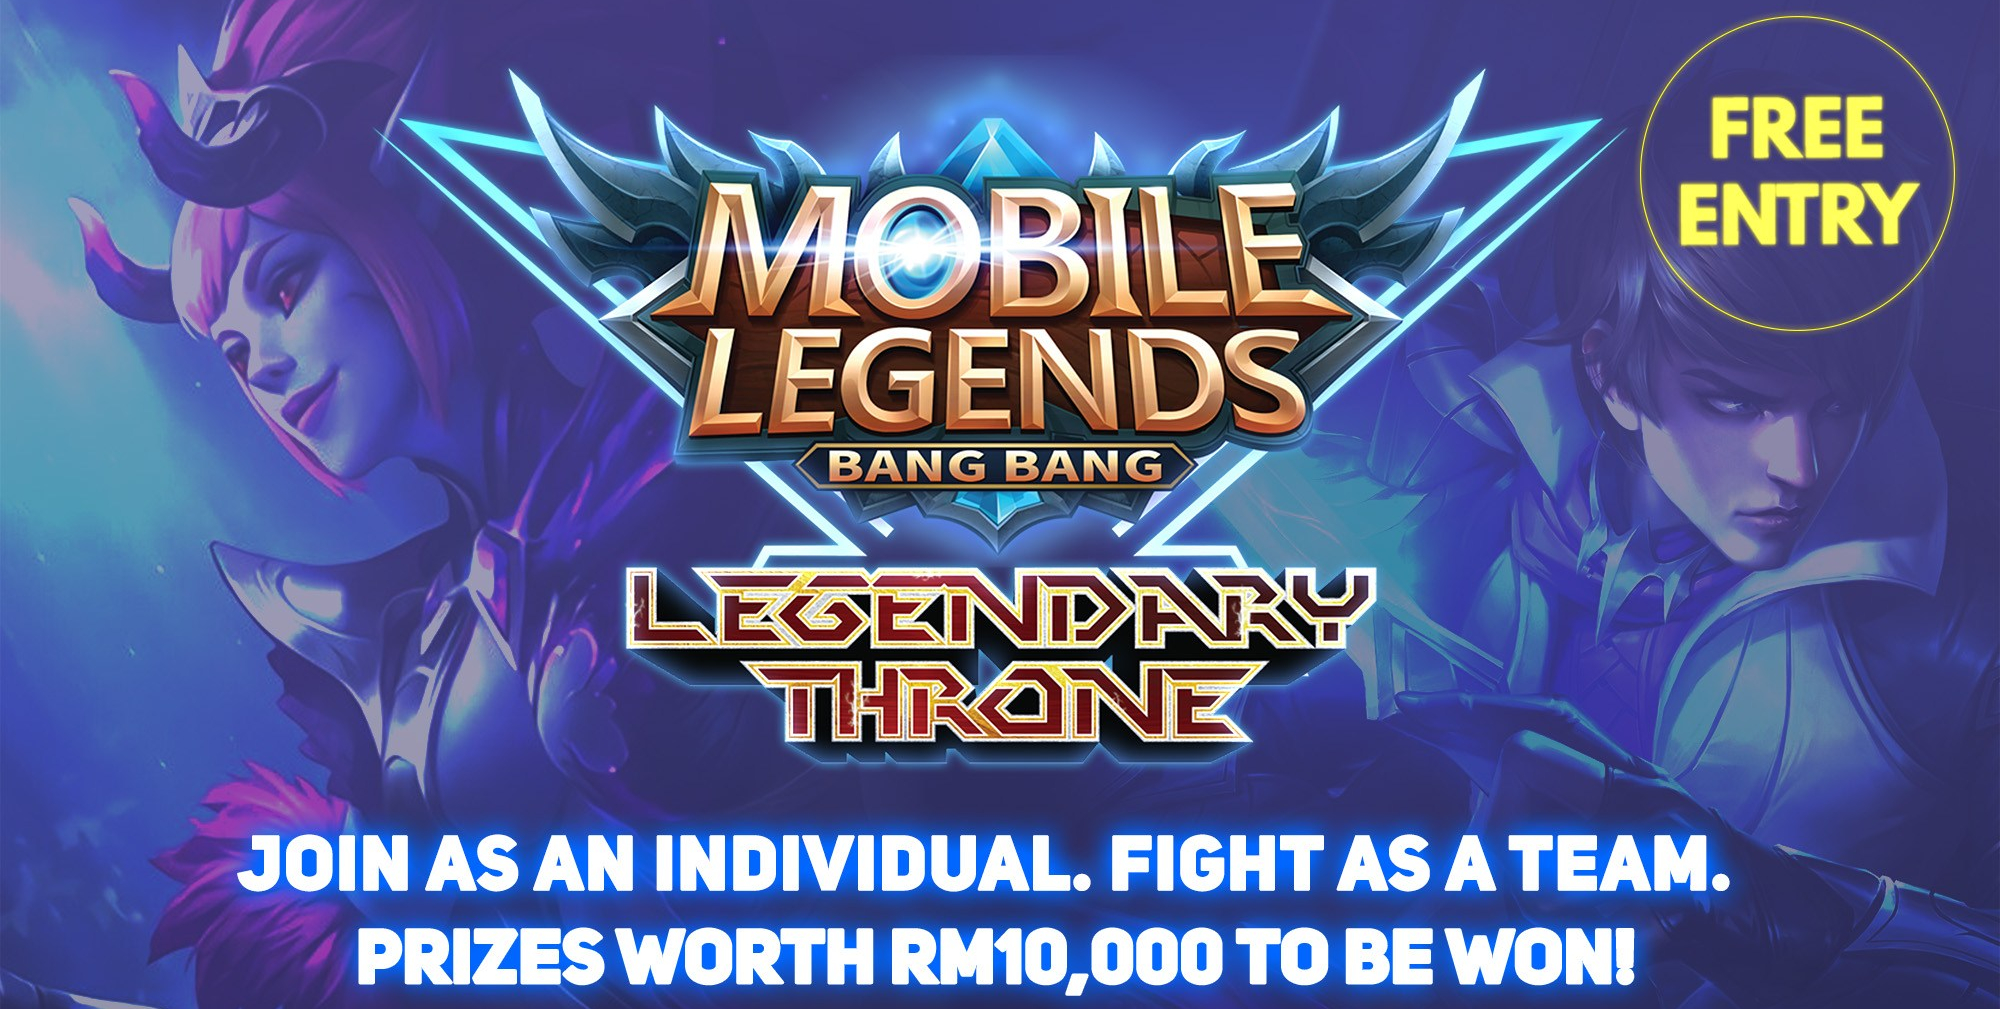 FREE
ENTRY
MOBILE
LEGENDS
BANG BANG
LEGENDARY
THRONE
JOIN AS AN INDIVIDUAL. FIGHT AS A TEAM.
PRIZES WORTH RM10,000 TO BE WON!